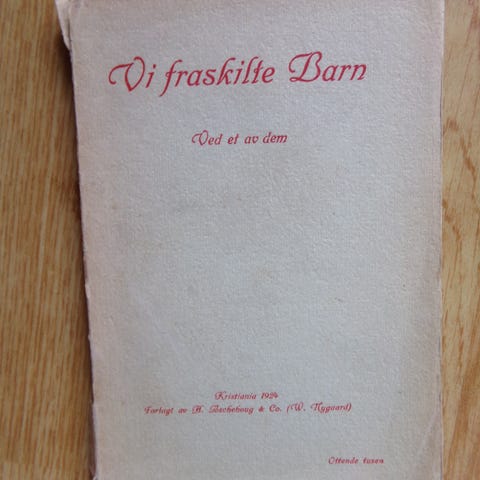 Vi fraskilte Barn
Ved et av dem
Kristiania 1924
Forlagt av H. Aschehoug & Co. (W. Nygaard)
Ottende tusen